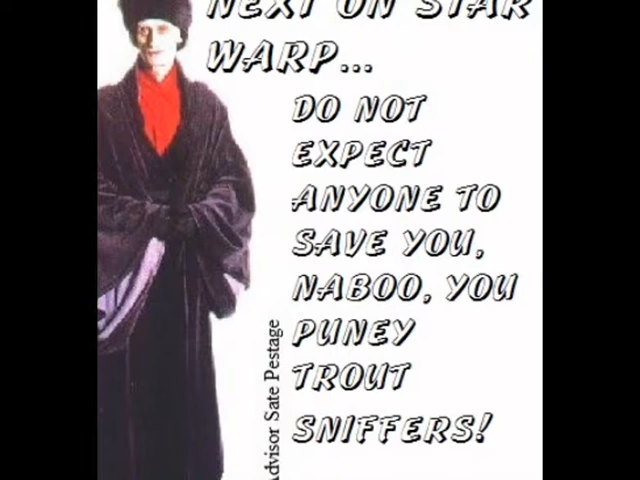 NEXT ON STAR
WARP...
DO NOT
EXPECT
ANYONE TO
SAVE YOU,
NABOO, YOU
PUNEY
TROUT
SNIFFERS!
Advisor Sate Pestage